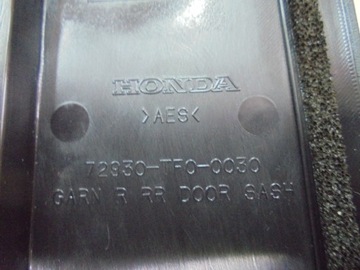 HONDA
>AES<
72930-TF0-0030
GARN R RR DOOR SASH